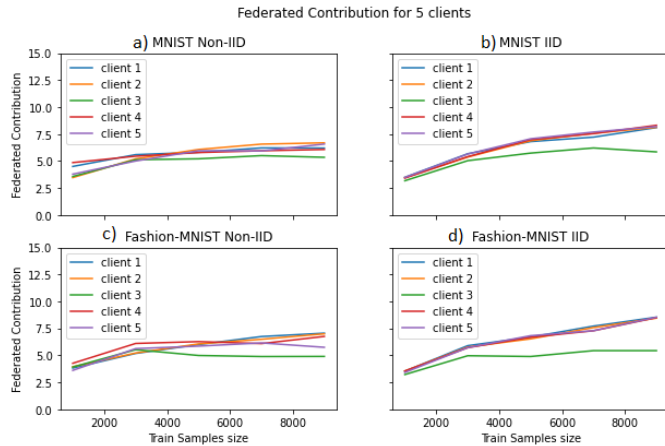 Federated Contribution for 5 clients
a) MNIST Non-IID
b) MNIST IID
Federated Contribution
15.0
12.5
10.0
7.5
5.0
2.5
0.0
client 1
client 2
client 3
client 4
client 5
client 1
client 2
client 3
client 4
client 5
c) Fashion-MNIST Non-IID
d) Fashion-MNIST IID
Federated Contribution
15.0
12.5
10.0
7.5
5.0
2.5
0.0
client 1
client 2
client 3
client 4
client 5
client 1
client 2
client 3
client 4
client 5
2000 4000 6000 8000
2000 4000 6000 8000
Train Samples size
Train Samples size